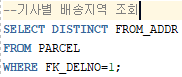 --기사별 배송지역 조회
SELECT DISTINCT FROM_ADDR
FROM PARCEL
WHERE FK_DELNO=1;